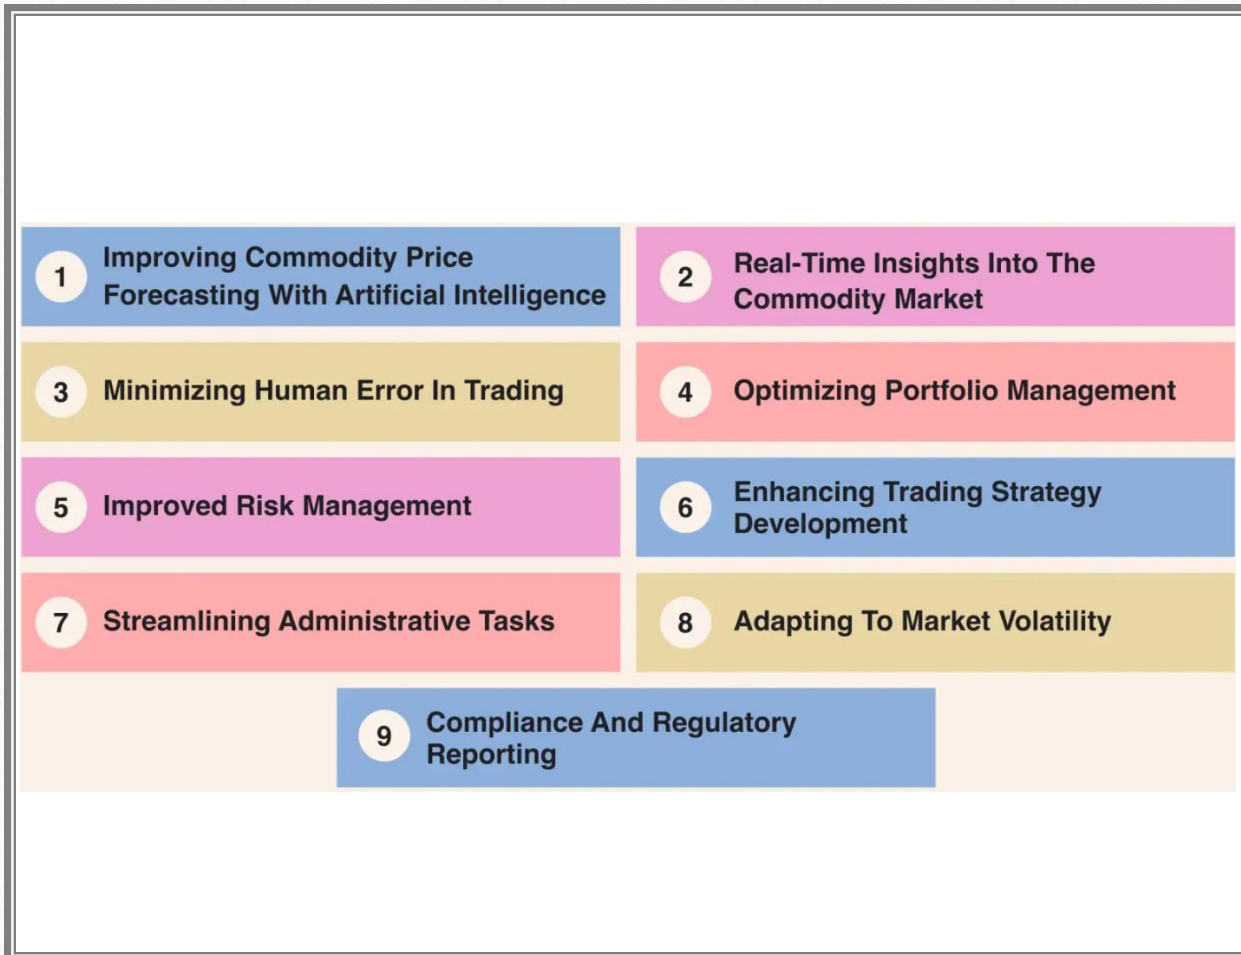 1
Improving Commodity Price
Forecasting With Artificial Intelligence
2
Real-Time Insights Into The
Commodity Market
3
Minimizing Human Error In Trading
4
Optimizing Portfolio Management
5
Improved Risk Management
6
Enhancing Trading Strategy
Development
7
Streamlining Administrative Tasks
8
Adapting To Market Volatility
9
Compliance And Regulatory
Reporting